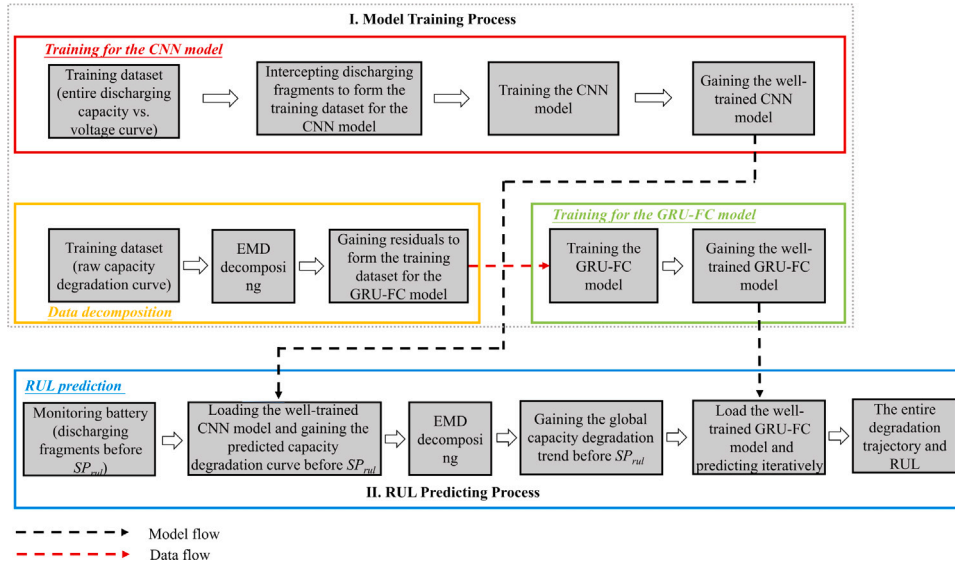 I. Model Training Process
Training for the CNN model
Training dataset
(entire discharging
capacity vs.
voltage curve)
Intercepting discharging
fragments to form the
training dataset for the
CNN model
Training the CNN
model
Gaining the well-
trained CNN
model
Training dataset
(raw capacity
degradation curve)
EMD
decomposi
ng
Gaining residuals to
form the training
dataset for the
GRU-FC model
Data decomposition
Training for the GRU-FC model
Training the
GRU-FC
model
Gaining the well-
trained GRU-FC
model
RUL prediction
Monitoring battery
(discharging
fragments before
SP_rul)
Loading the well-trained
CNN model and gaining the
predicted capacity
degradation curve before SP_rul
EMD
decomposi
ng
Gaining the global
capacity degradation
trend before SP_rul
Load the well-
trained GRU-FC
model and
predicting iteratively
The entire
degradation
trajectory and
RUL
II. RUL Predicting Process
Model flow
Data flow